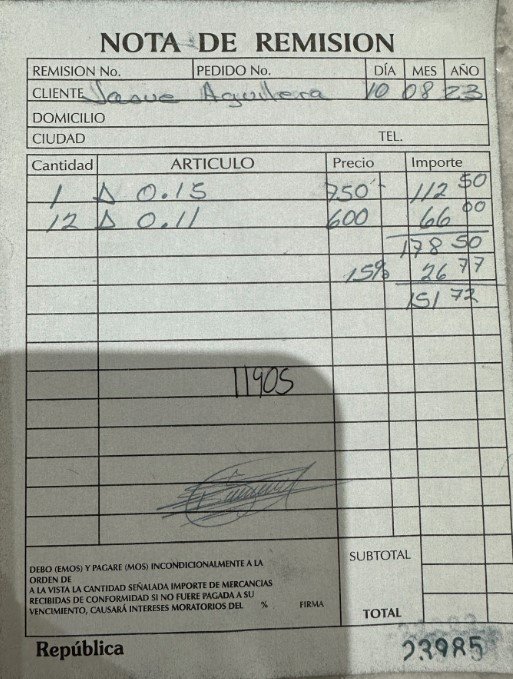 NOTA DE REMISION
REMISION No. PEDIDO No. DÍA MES AÑO
CLIENTE Josue Aguilera 10 08 23
DOMICILIO
CIUDAD TEL.
Cantidad ARTICULO Precio Importe
1 Δ 0.15 750 112 50
12 Δ 0.11 600 66 00
178 50
15% 26 77
151 72
11905
DEBO (EMOS) Y PAGARE (MOS) INCONDICIONALMENTE A LA
ORDEN DE
A LA VISTA LA CANTIDAD SEÑALADA IMPORTE DE MERCANCIAS
RECIBIDAS DE CONFORMIDAD SI NO FUERE PAGADA A SU
VENCIMIENTO, CAUSARÁ INTERESES MORATORIOS DEL % FIRMA
SUBTOTAL
TOTAL
República 23985